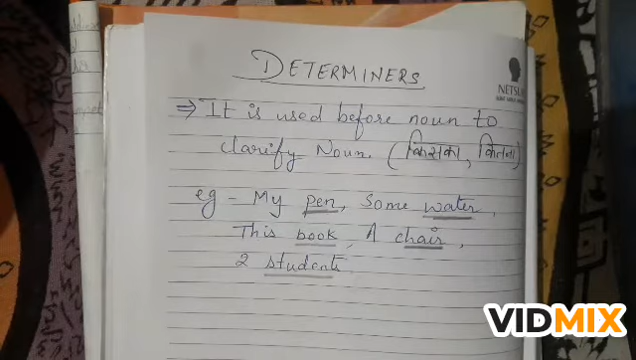 DETERMINERS
⇒ It is used before noun to
clarify Noun. (किसका, कितना)
eg - My pen, Some water,
This book, A chair,
2 students
VIDMIX